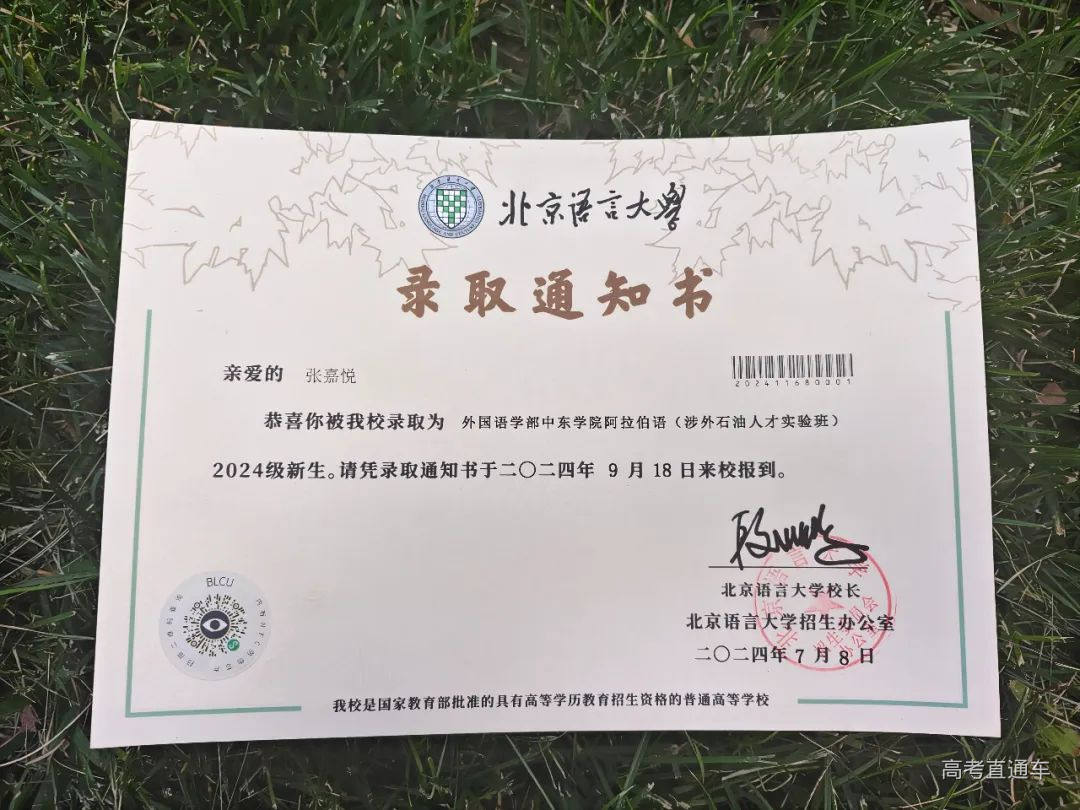 北京语言大学
录取通知书
亲爱的 张嘉悦
202411680001
恭喜你被我校录取为 外国语学部中东学院阿拉伯语（涉外石油人才实验班）
2024级新生。请凭录取通知书于二〇二四年 9 月 18 日来校报到。
北京语言大学校长
北京语言大学招生办公室
二〇二四年 7 月 8 日
BLCU
我校是国家教育部批准的具有高等学历教育招生资格的普通高等学校
高考直通车